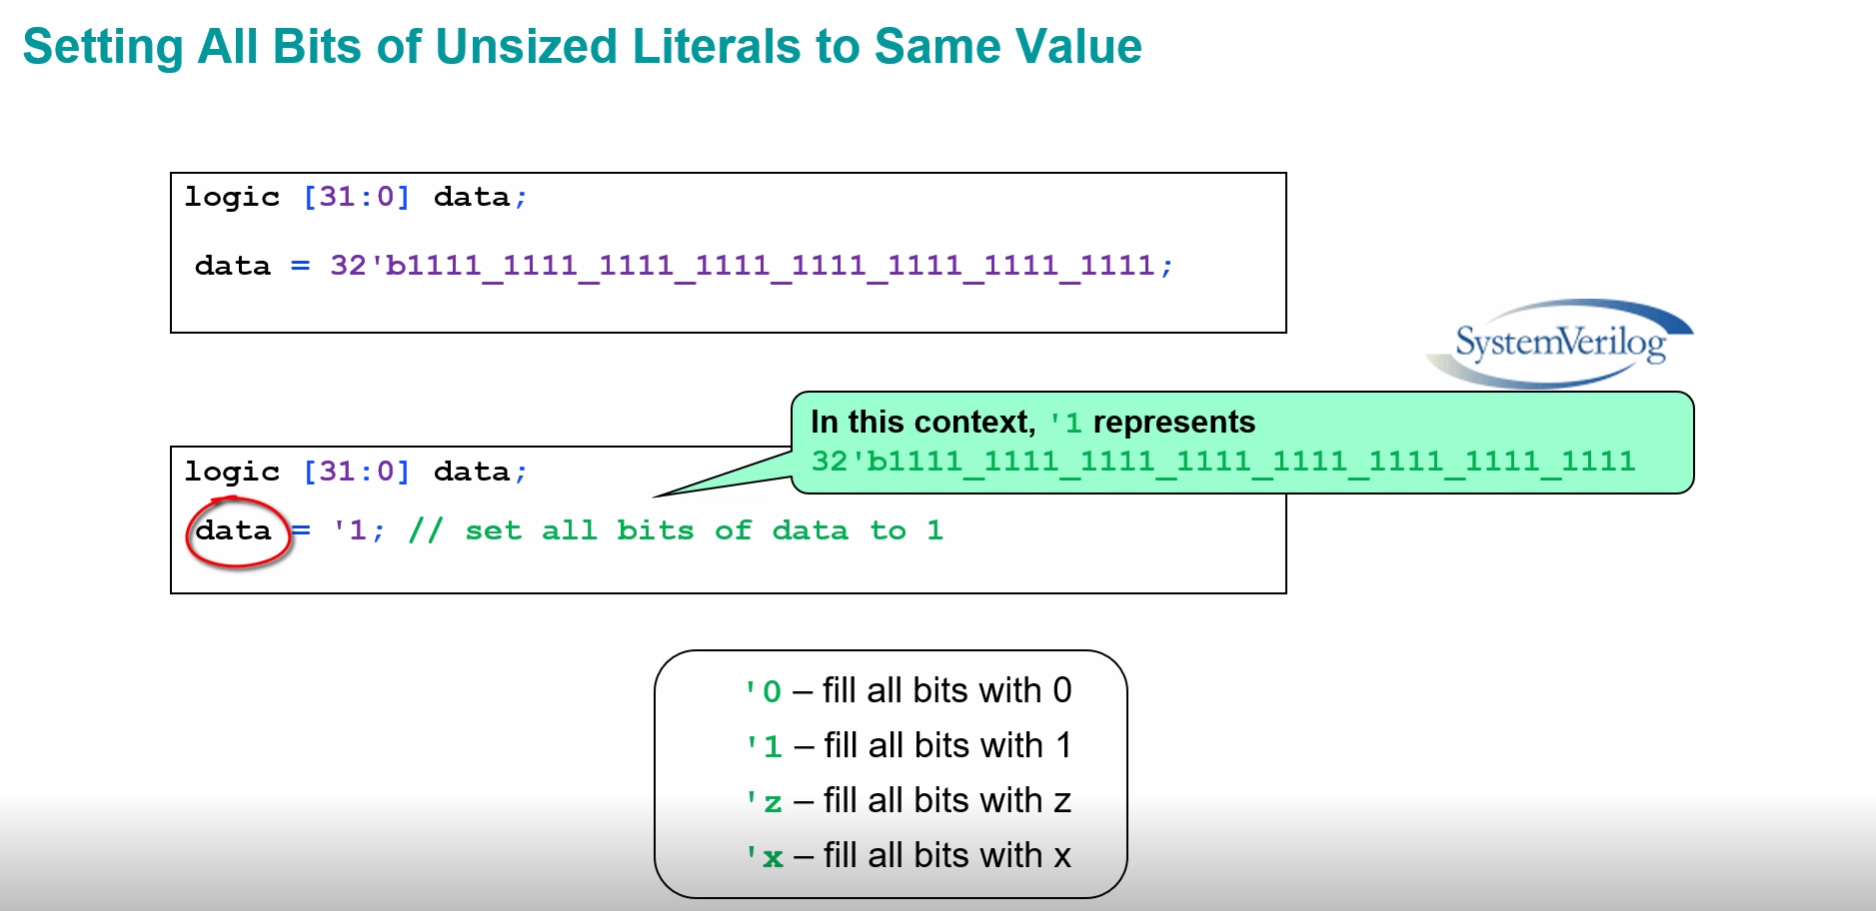 Setting All Bits of Unsized Literals to Same Value
logic [31:0] data;
data = 32'b1111_1111_1111_1111_1111_1111_1111_1111;
SystemVerilog
In this context, '1 represents
32'b1111_1111_1111_1111_1111_1111_1111_1111
logic [31:0] data;
data = '1; // set all bits of data to 1
'0 – fill all bits with 0
'1 – fill all bits with 1
'z – fill all bits with z
'x – fill all bits with x